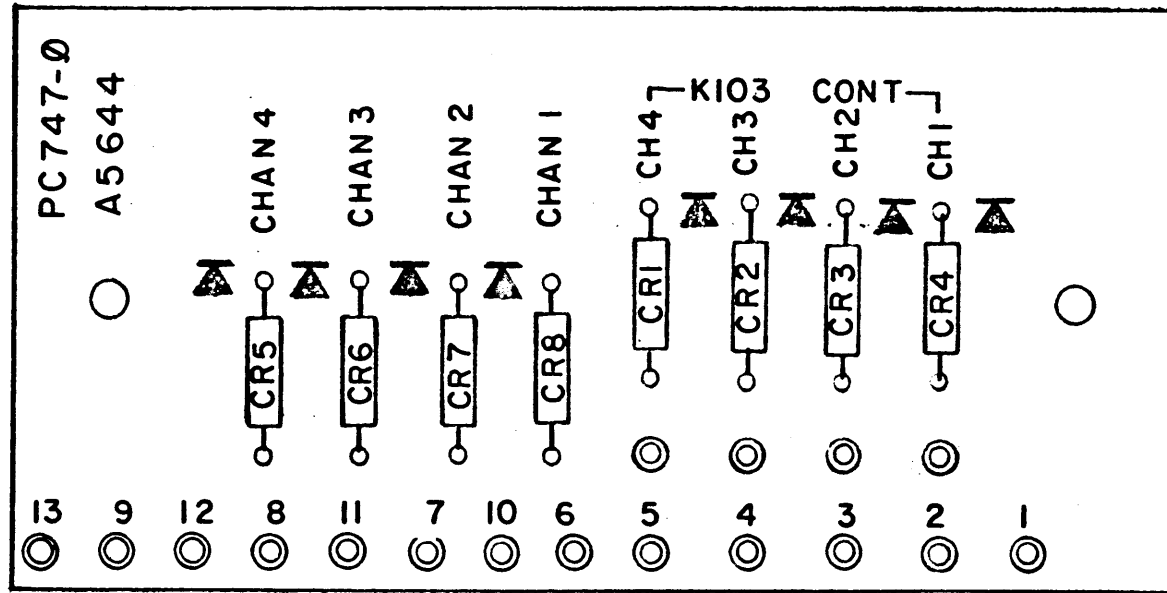 PC747-Ø
A5644
CHAN 4
CHAN 3
CHAN 2
CHAN 1
K103 CONT
CH4
CH3
CH2
CH1
CR1
CR2
CR3
CR4
CR5
CR6
CR7
CR8
13 9 12 8 11 7 10 6 5 4 3 2 1